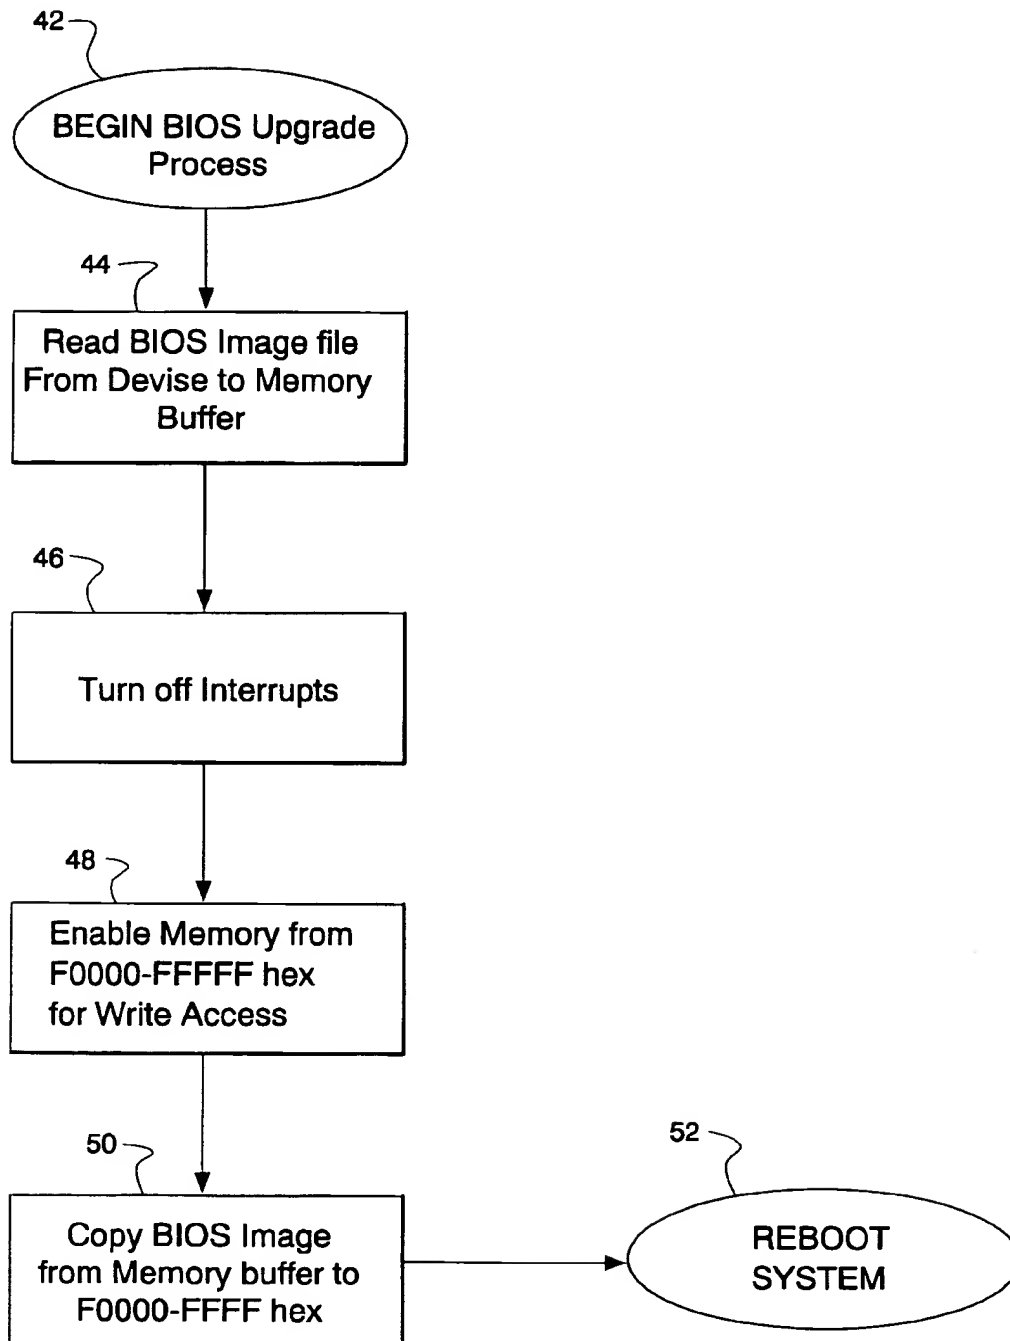 42
BEGIN BIOS Upgrade
Process
44
Read BIOS Image file
From Devise to Memory
Buffer
46
Turn off Interrupts
48
Enable Memory from
F0000-FFFFF hex
for Write Access
50
Copy BIOS Image
from Memory buffer to
F0000-FFFF hex
52
REBOOT
SYSTEM